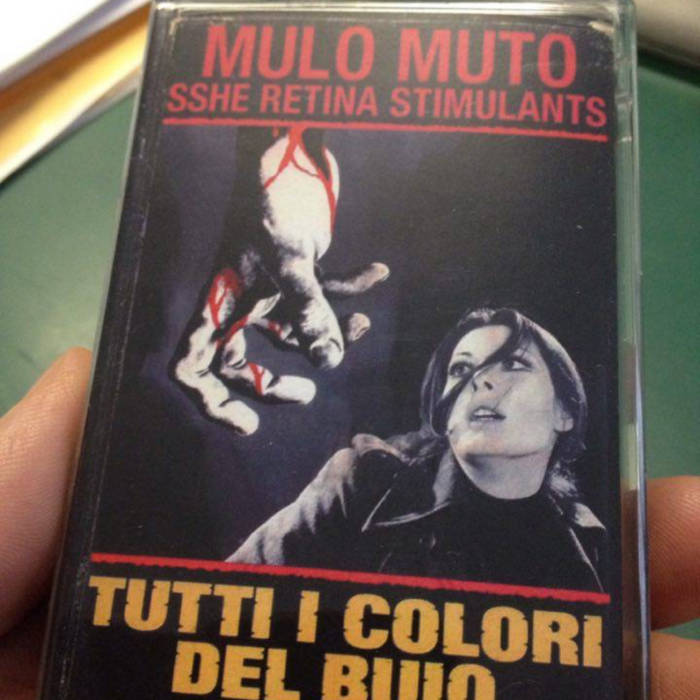 MULO MUTO
SSHE RETINA STIMULANTS
TUTTI I COLORI
DEL BUIO